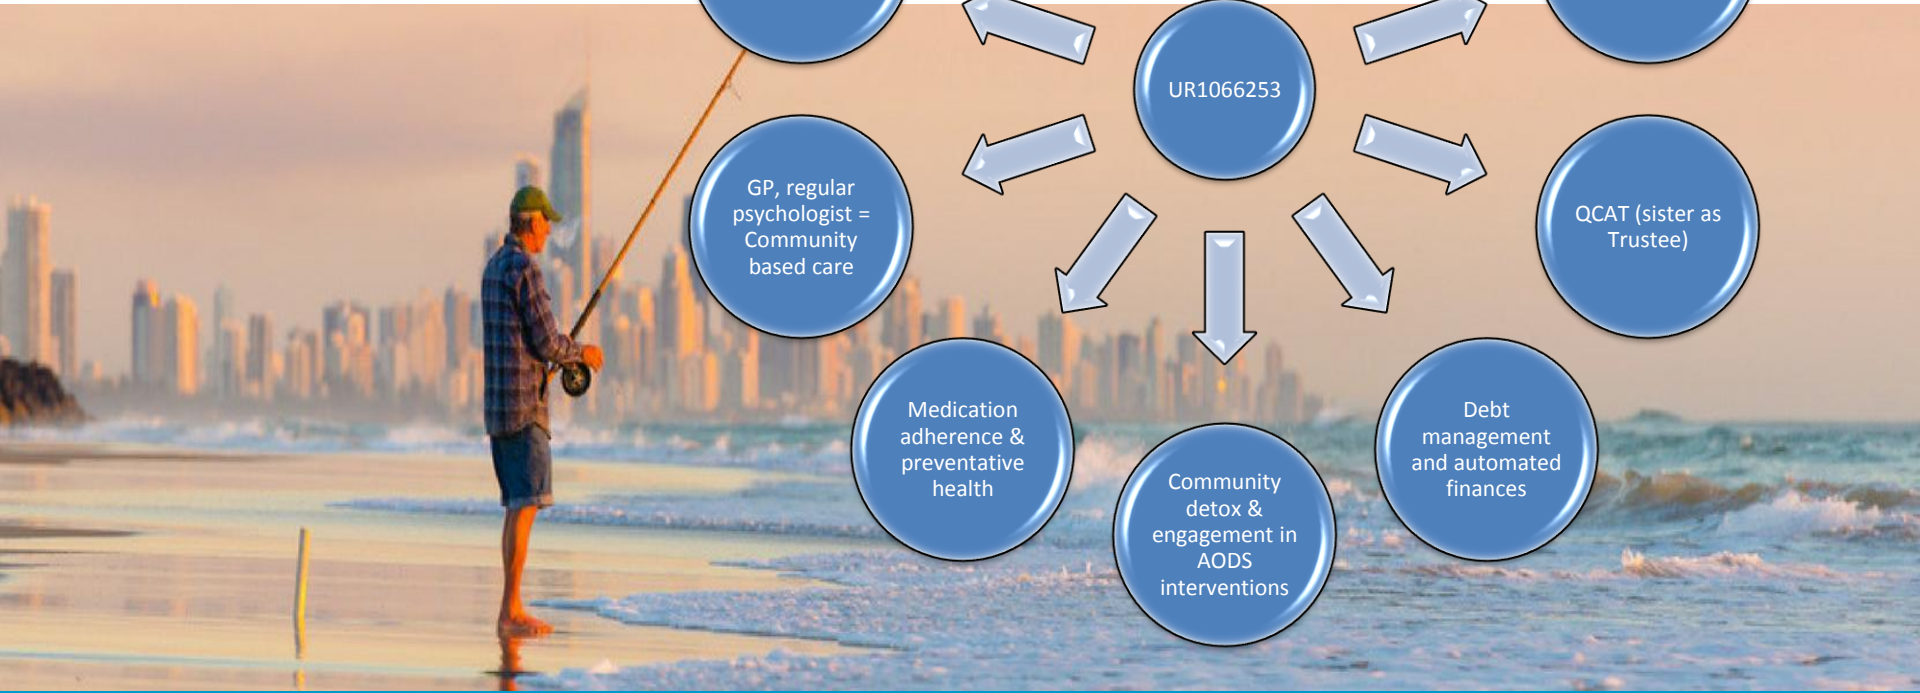 UR1066253
GP, regular
psychologist =
Community
based care
QCAT (sister as
Trustee)
Medication
adherence &
preventative
health
Community
detox &
engagement in
AODS
interventions
Debt
management
and automated
finances